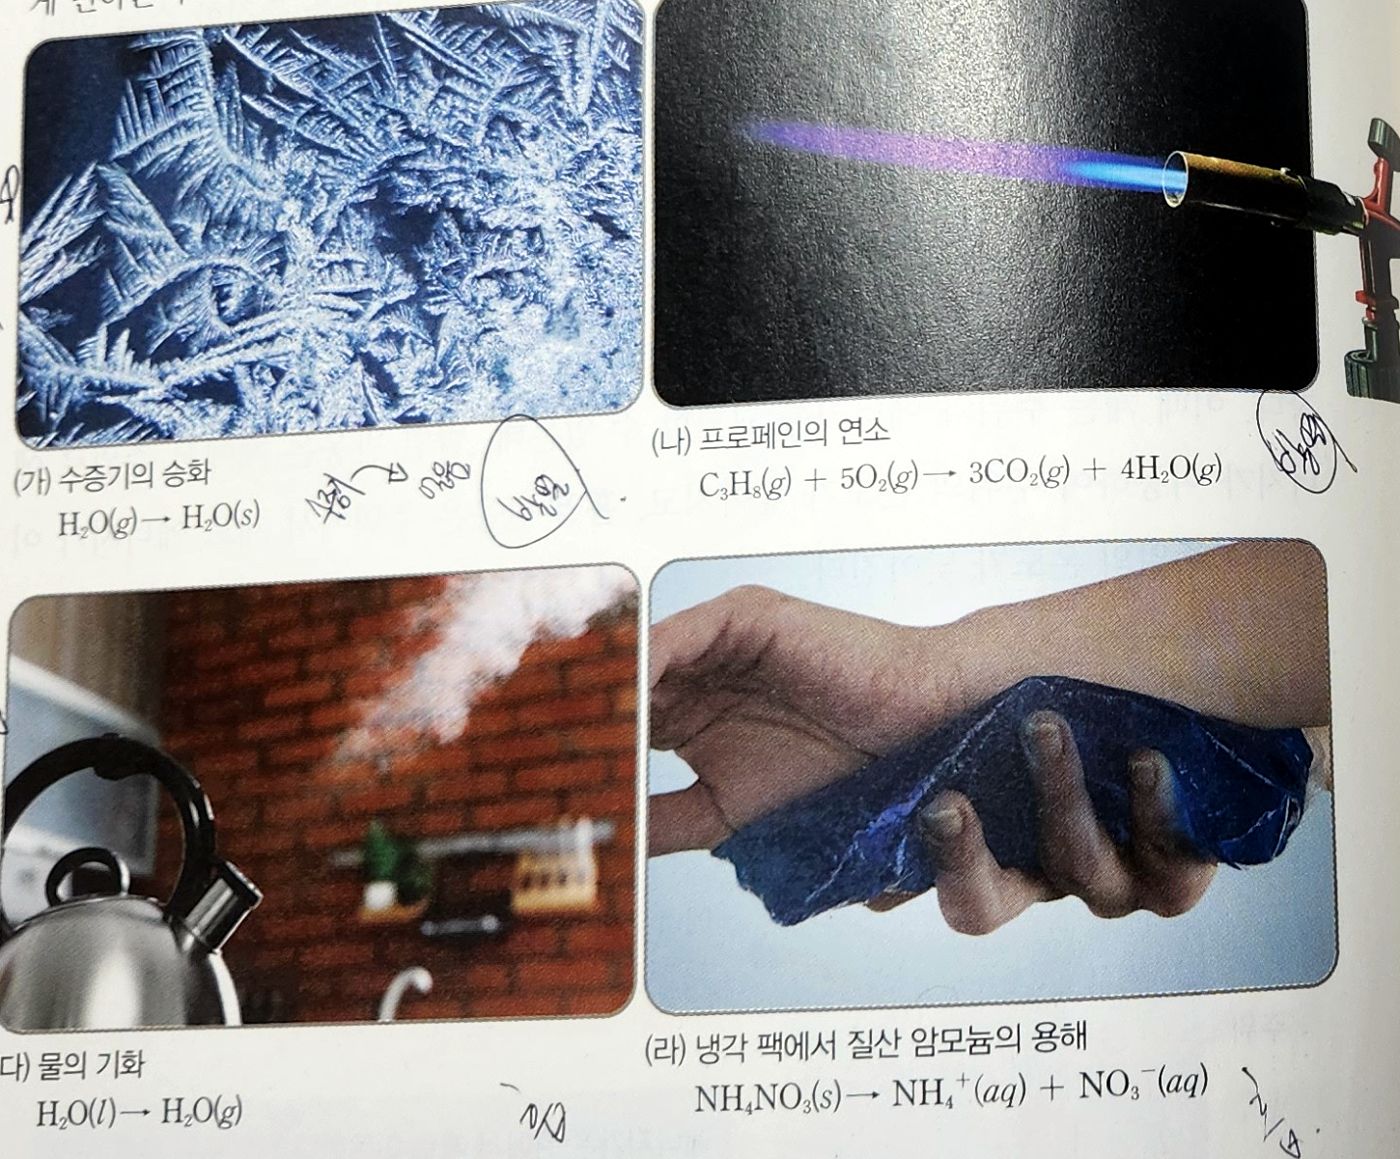 (가) 수증기의 승화
H₂O(g) → H₂O(s)
(나) 프로페인의 연소
C₃H₈(g) + 5O₂(g) → 3CO₂(g) + 4H₂O(g)
다) 물의 기화
H₂O(l) → H₂O(g)
(라) 냉각 팩에서 질산 암모늄의 용해
NH₄NO₃(s) → NH₄⁺(aq) + NO₃⁻(aq)